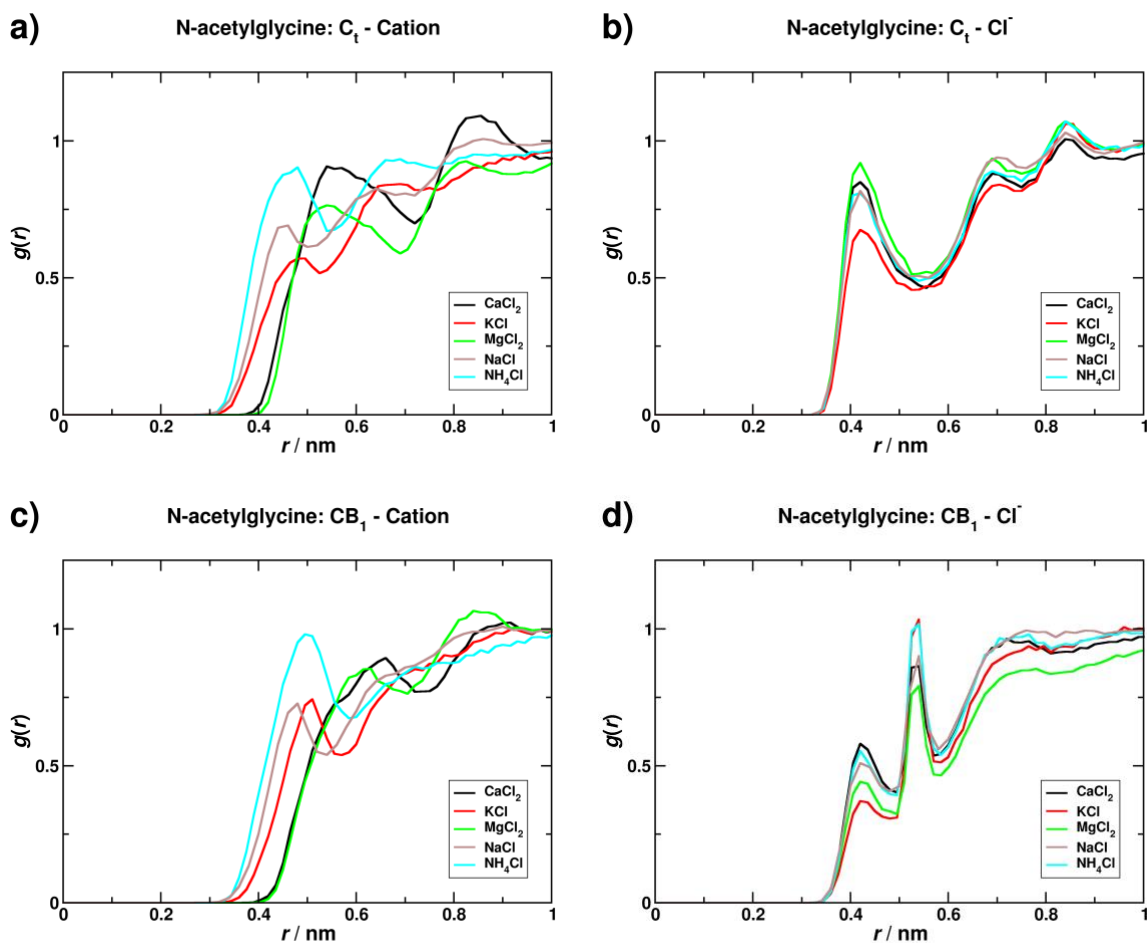 a)
N-acetylglycine: Cₜ - Cation
g(r)
1
0.5
0
0 0.2 0.4 0.6 0.8 1
r / nm
CaCl₂
KCl
MgCl₂
NaCl
NH₄Cl
b)
N-acetylglycine: Cₜ - Cl⁻
g(r)
1
0.5
0
0 0.2 0.4 0.6 0.8 1
r / nm
CaCl₂
KCl
MgCl₂
NaCl
NH₄Cl
c)
N-acetylglycine: CB₁ - Cation
g(r)
1
0.5
0
0 0.2 0.4 0.6 0.8 1
r / nm
CaCl₂
KCl
MgCl₂
NaCl
NH₄Cl
d)
N-acetylglycine: CB₁ - Cl⁻
g(r)
1
0.5
0
0 0.2 0.4 0.6 0.8 1
r / nm
CaCl₂
KCl
MgCl₂
NaCl
NH₄Cl